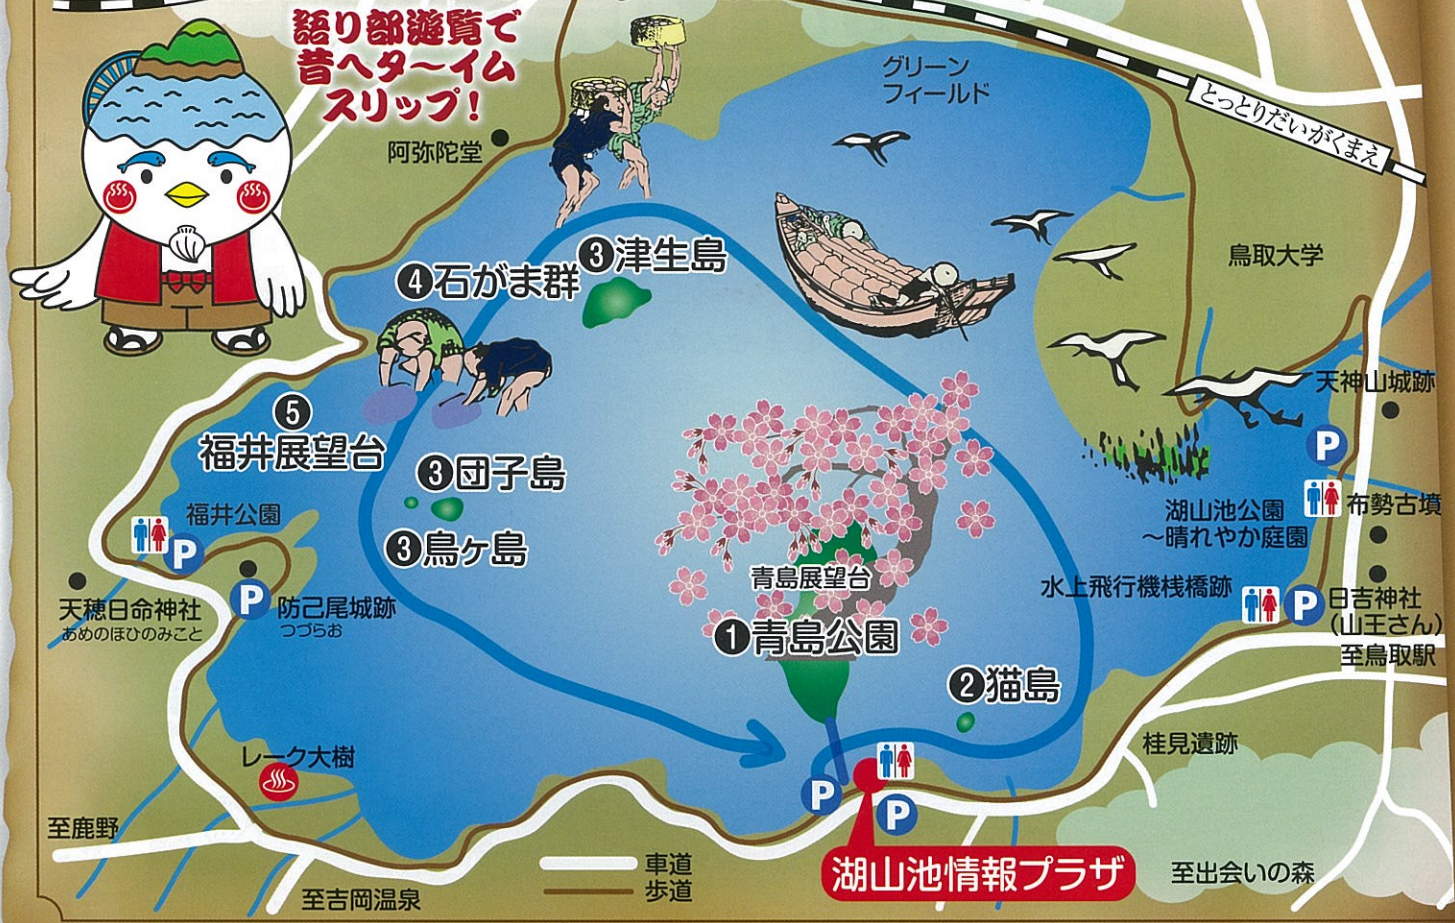 語り部遊覧で
昔へタ～イム
スリップ!
阿弥陀堂
グリーン
フィールド
とっとりだいがくまえ
鳥取大学
❸津生島
❹石がま群
天神山城跡
P
❺
福井展望台
❸団子島
布勢古墳
湖山池公園
～晴れやか庭園
福井公園
P
❸鳥ヶ島
青島展望台
水上飛行機桟橋跡
P
日吉神社
(山王さん)
天穂日命神社
あめのほひのみこと
P
防己尾城跡
つづらお
❶青島公園
至鳥取駅
❷猫島
桂見遺跡
レーク大樹
P
P
至鹿野
車道
歩道
湖山池情報プラザ
至出会いの森
至吉岡温泉